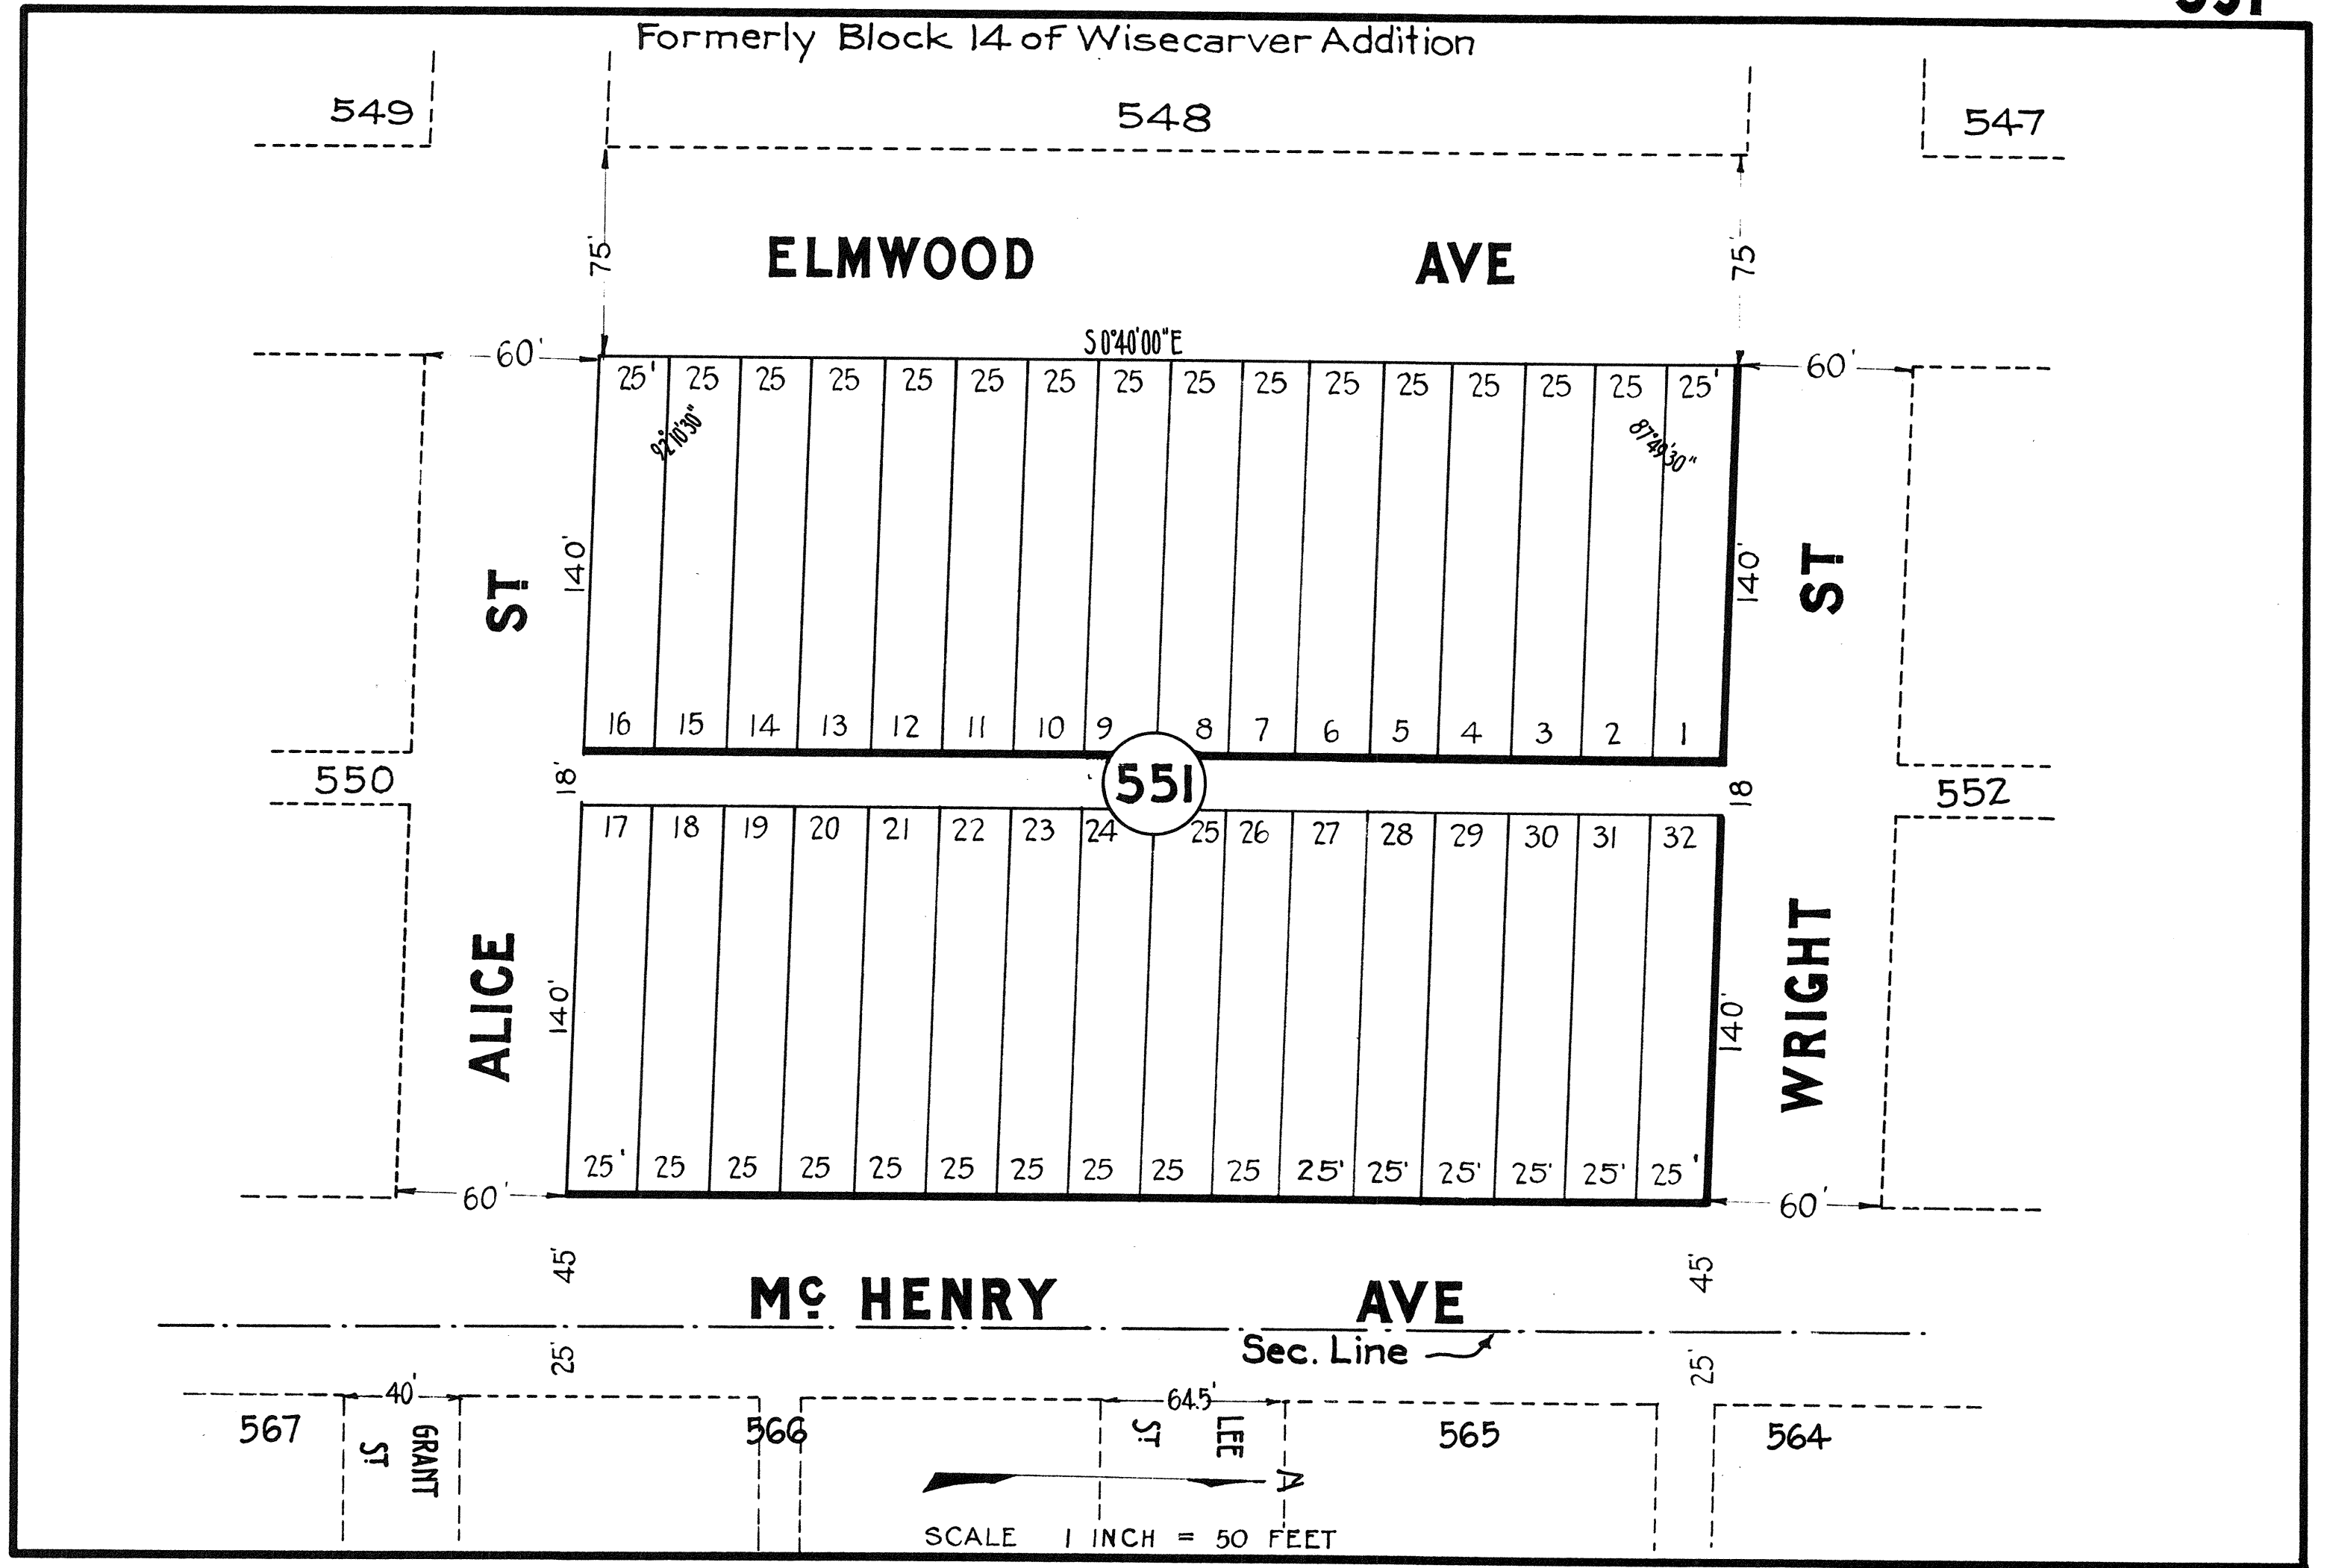 551
Formerly Block 14 of Wisecarver Addition
549 548 547
75' ELMWOOD AVE 75'
S 0°40'00"E
60' 60'
25' 25 25 25 25 25 25 25 25 25 25 25 25 25 25 25'
92°10'30" 87°49'30"
ST 140' 140' ST
16 15 14 13 12 11 10 9 8 7 6 5 4 3 2 1
550 18' 551 18 552
17 18 19 20 21 22 23 24 25 26 27 28 29 30 31 32
ALICE 140' 140' WRIGHT
25' 25 25 25 25 25 25 25 25 25 25' 25' 25' 25' 25' 25'
60' 60'
45' 45'
Mc HENRY AVE
Sec. Line
25' 25'
40' 64.5'
567 GRANT ST. 566 LEE ST. 565 564
N
SCALE 1 INCH = 50 FEET